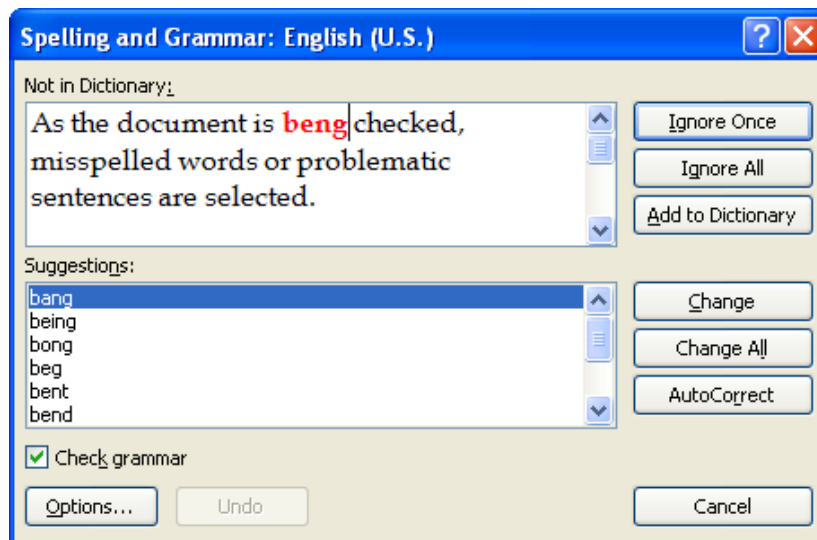 Spelling and Grammar: English (U.S.)
Not in Dictionary:
As the document is beng checked,
misspelled words or problematic
sentences are selected.
Ignore Once
Ignore All
Add to Dictionary
Suggestions:
bang
being
bong
beg
bent
bend
Change
Change All
AutoCorrect
Check grammar
Options...
Undo
Cancel